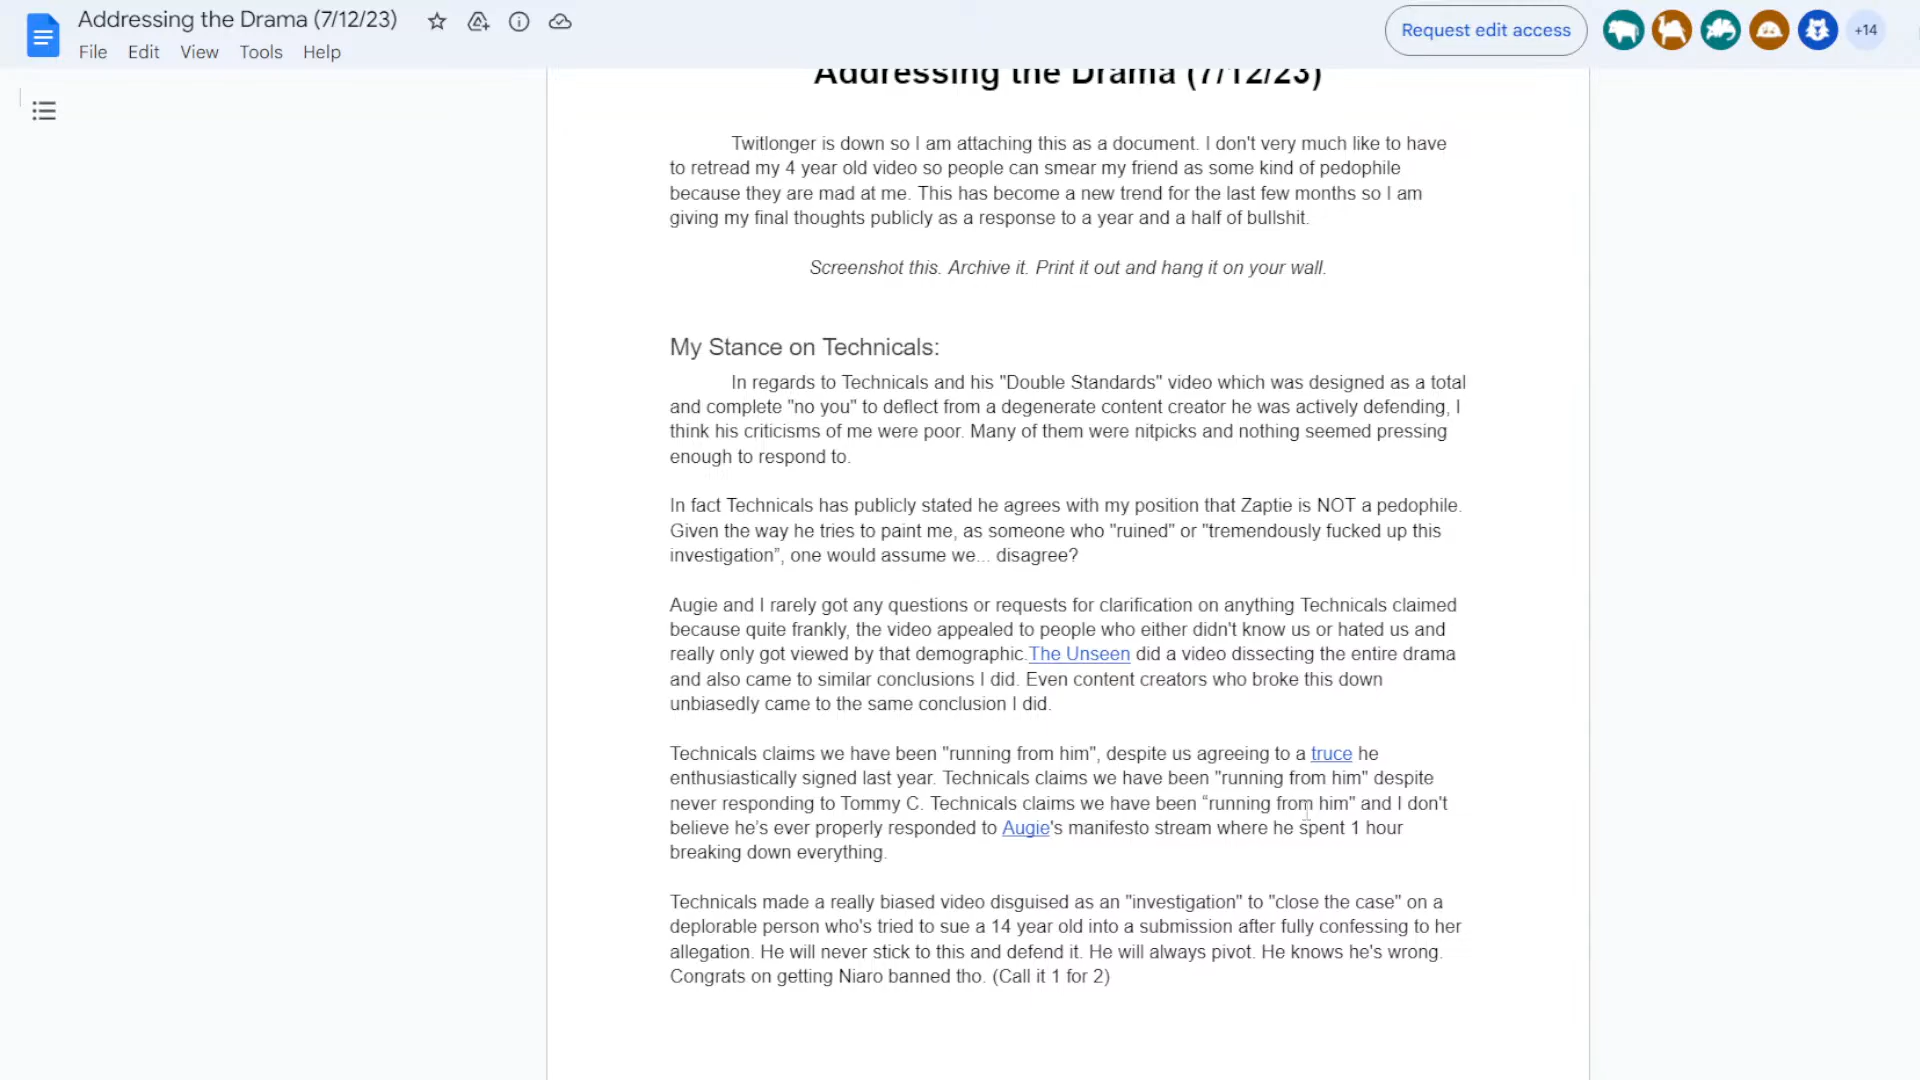 Addressing the Drama (7/12/23)
File Edit View Tools Help
Request edit access
+14
Addressing the Drama (7/12/23)
Twitlonger is down so I am attaching this as a document. I don't very much like to have
to retread my 4 year old video so people can smear my friend as some kind of pedophile
because they are mad at me. This has become a new trend for the last few months so I am
giving my final thoughts publicly as a response to a year and a half of bullshit.
Screenshot this. Archive it. Print it out and hang it on your wall.
My Stance on Technicals:
In regards to Technicals and his "Double Standards" video which was designed as a total
and complete "no you" to deflect from a degenerate content creator he was actively defending, I
think his criticisms of me were poor. Many of them were nitpicks and nothing seemed pressing
enough to respond to.
In fact Technicals has publicly stated he agrees with my position that Zaptie is NOT a pedophile.
Given the way he tries to paint me, as someone who "ruined" or "tremendously fucked up this
investigation”, one would assume we... disagree?
Augie and I rarely got any questions or requests for clarification on anything Technicals claimed
because quite frankly, the video appealed to people who either didn't know us or hated us and
really only got viewed by that demographic.The Unseen did a video dissecting the entire drama
and also came to similar conclusions I did. Even content creators who broke this down
unbiasedly came to the same conclusion I did.
Technicals claims we have been "running from him", despite us agreeing to a truce he
enthusiastically signed last year. Technicals claims we have been "running from him" despite
never responding to Tommy C. Technicals claims we have been “running from him" and I don't
believe he’s ever properly responded to Augie's manifesto stream where he spent 1 hour
breaking down everything.
Technicals made a really biased video disguised as an "investigation" to "close the case" on a
deplorable person who's tried to sue a 14 year old into a submission after fully confessing to her
allegation. He will never stick to this and defend it. He will always pivot. He knows he's wrong.
Congrats on getting Niaro banned tho. (Call it 1 for 2)